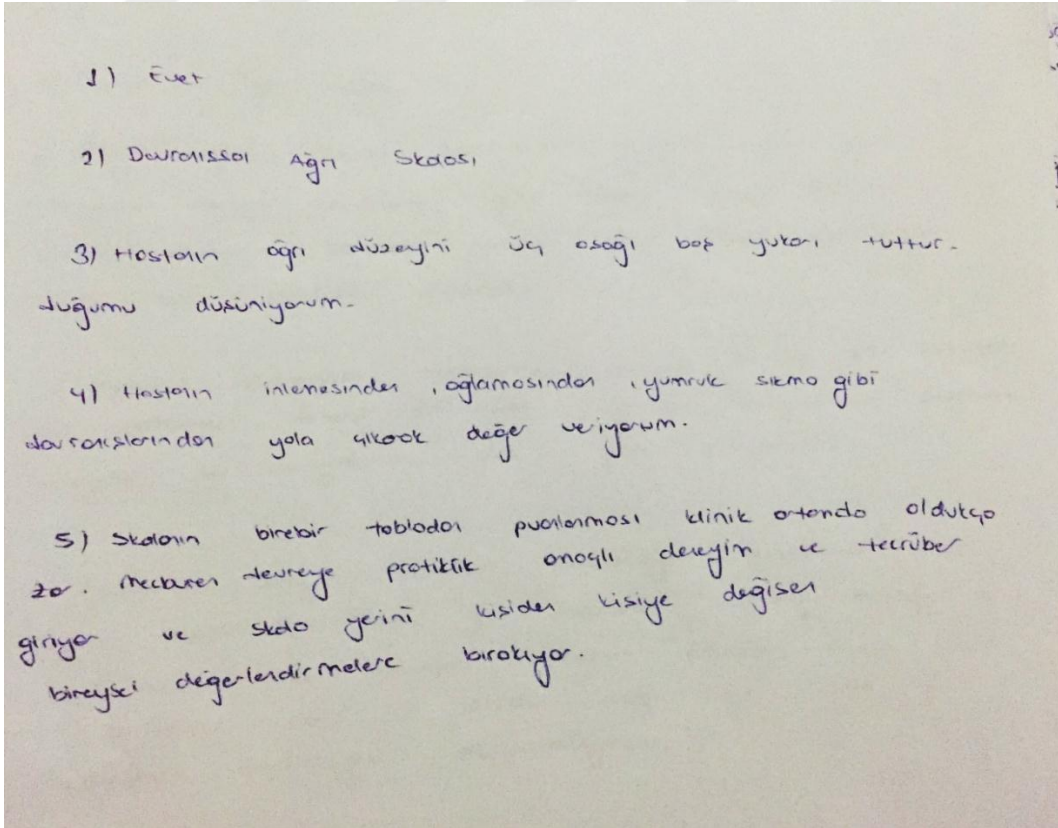 1) Evet
2) Davranışsal Ağrı Skalası
3) Hastanın ağrı düzeyini üç aşağı beş yukarı tuttur-
duğumu düşünüyorum.
4) Hastanın inlemesinden, ağlamasından, yumruk sıkma gibi
davranışlarından yola çıkarak değer veriyorum.
5) Skalanın birebir tablodan puanlanması klinik ortamda oldukça
zor. Mecburen devreye pratiklik amaçlı deneyim ve tecrübe
giriyor ve skala yerini kişiden kişiye değişen
bireysel değerlendirmelere bırakıyor.